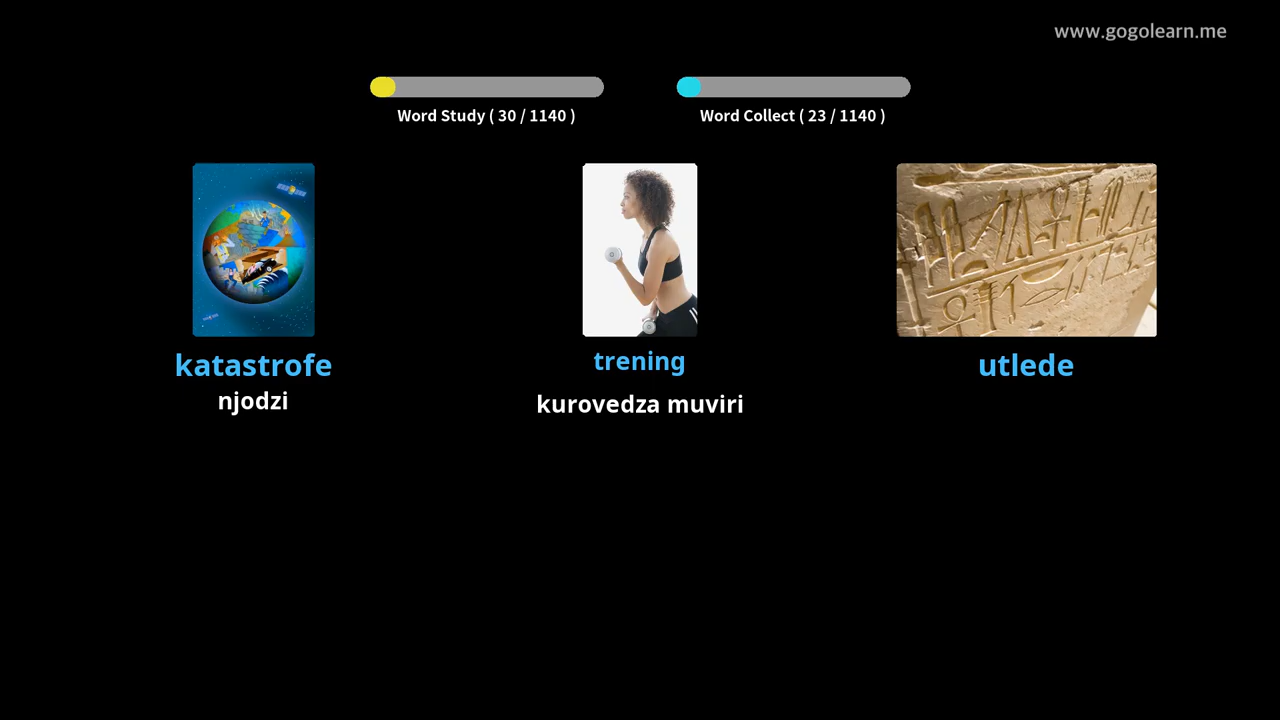 www.gogolearn.me
Word Study ( 30 / 1140 )
Word Collect ( 23 / 1140 )
katastrofe
njodzi
trening
kurovedza muviri
utlede